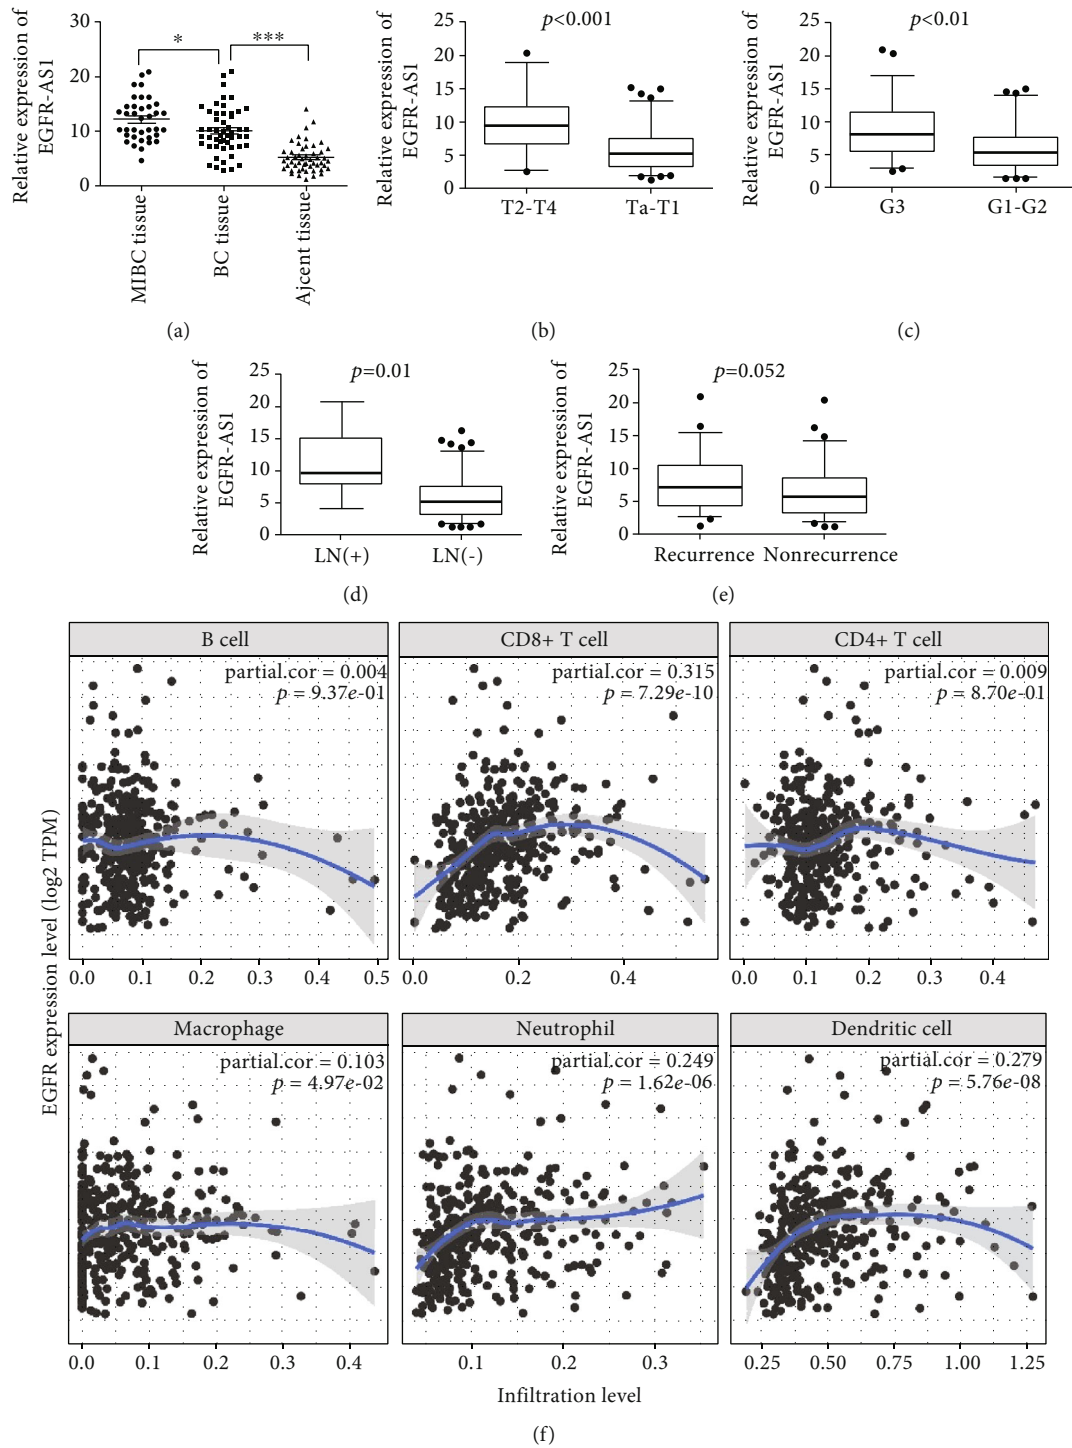 Relative expression of
EGFR-AS1
30
20
10
0
*
***
MIBC tissue
BC tissue
Ajcent tissue
(a)
Relative expression of
EGFR-AS1
25
20
15
10
5
0
p<0.001
T2-T4
Ta-T1
(b)
Relative expression of
EGFR-AS1
25
20
15
10
5
0
p<0.01
G3
G1-G2
(c)
Relative expression of
EGFR-AS1
25
20
15
10
5
0
p=0.01
LN(+)
LN(-)
(d)
Relative expression of
EGFR-AS1
25
20
15
10
5
0
p=0.052
Recurrence
Nonrecurrence
(e)
EGFR expression level (log2 TPM)
B cell
partial.cor = 0.004
p = 9.37e-01
0.0 0.1 0.2 0.3 0.4 0.5
CD8+ T cell
partial.cor = 0.315
p = 7.29e-10
0.0 0.2 0.4
CD4+ T cell
partial.cor = 0.009
p = 8.70e-01
0.0 0.1 0.2 0.3 0.4
Macrophage
partial.cor = 0.103
p = 4.97e-02
0.0 0.1 0.2 0.3 0.4
Neutrophil
partial.cor = 0.249
p = 1.62e-06
0.1 0.2 0.3
Dendritic cell
partial.cor = 0.279
p = 5.76e-08
0.25 0.50 0.75 1.00 1.25
Infiltration level
(f)